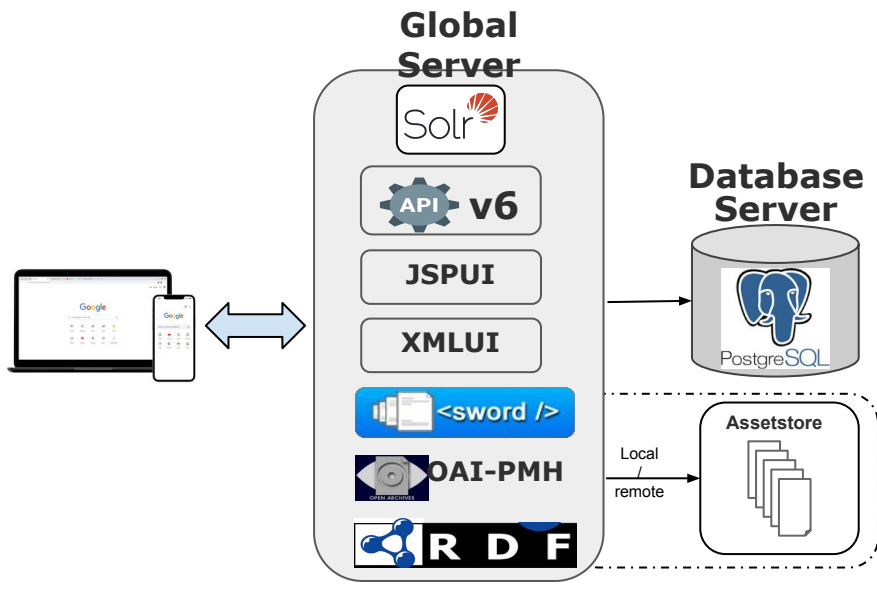 Global
Server
Solr
API v6
Database
Server
JSPUI
Google
Google
XMLUI
PostgreSQL
<sword />
Assetstore
OAI-PMH
OPEN ARCHIVES
Local
/
remote
RDF